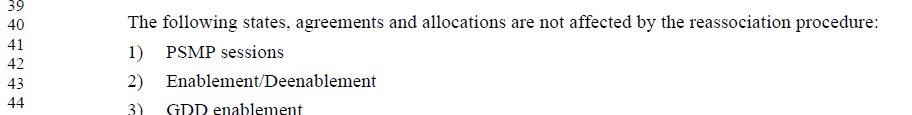 39
40 The following states, agreements and allocations are not affected by the reassociation procedure:
41 1) PSMP sessions
42
43 2) Enablement/Deenablement
44 3) GDD enablement